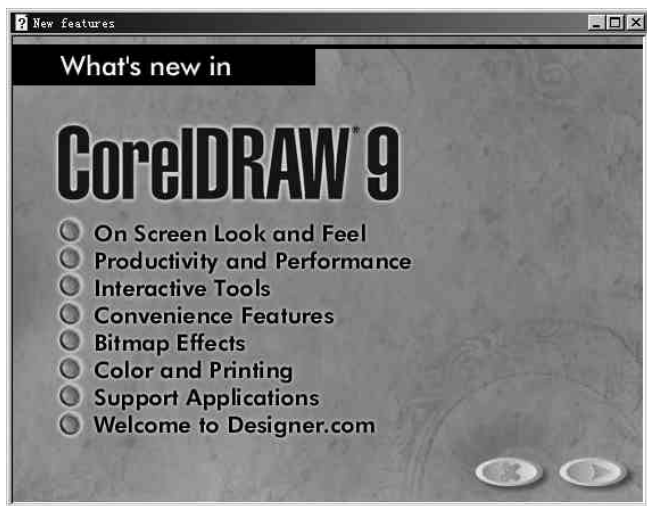 New features
What's new in
CorelDRAW® 9
On Screen Look and Feel
Productivity and Performance
Interactive Tools
Convenience Features
Bitmap Effects
Color and Printing
Support Applications
Welcome to Designer.com